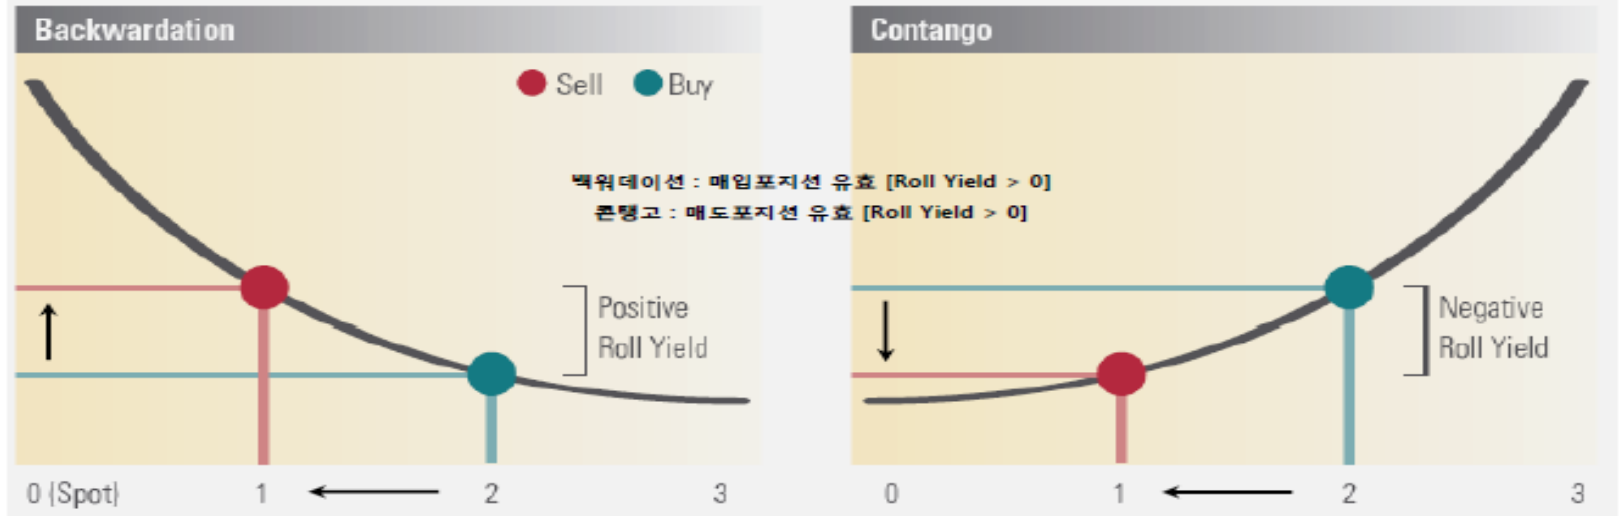 Backwardation
Sell Buy
Positive
Roll Yield
0 (Spot) 1 2 3
백워데이션 : 매입포지션 유효 [Roll Yield > 0]
콘탱고 : 매도포지션 유효 [Roll Yield > 0]
Contango
Negative
Roll Yield
0 1 2 3